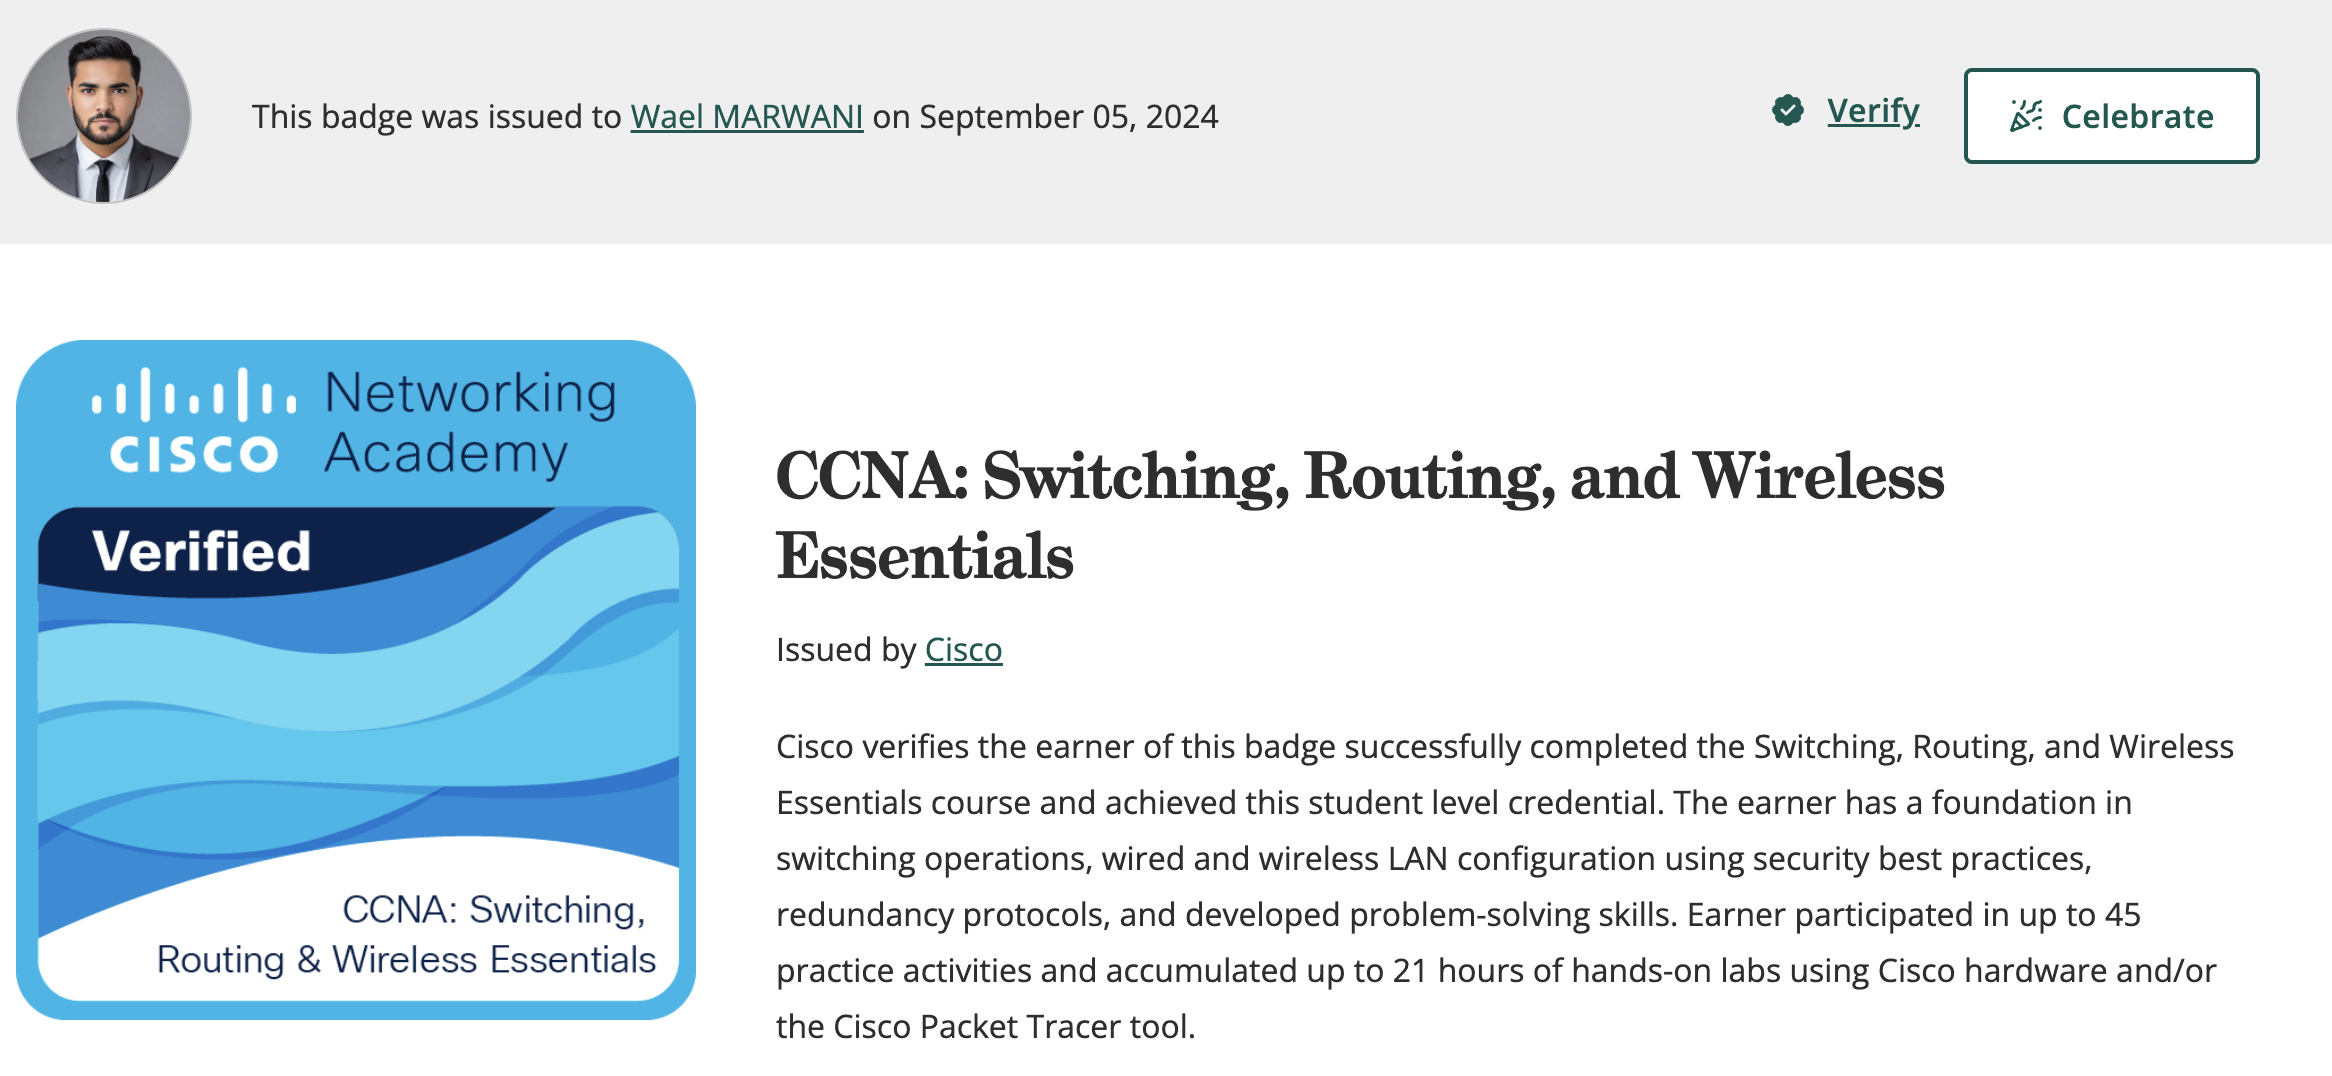 This badge was issued to Wael MARWANI on September 05, 2024
Verify
Celebrate
CISCO
Networking
Academy
Verified
CCNA: Switching,
Routing & Wireless Essentials
CCNA: Switching, Routing, and Wireless
Essentials
Issued by Cisco
Cisco verifies the earner of this badge successfully completed the Switching, Routing, and Wireless
Essentials course and achieved this student level credential. The earner has a foundation in
switching operations, wired and wireless LAN configuration using security best practices,
redundancy protocols, and developed problem-solving skills. Earner participated in up to 45
practice activities and accumulated up to 21 hours of hands-on labs using Cisco hardware and/or
the Cisco Packet Tracer tool.